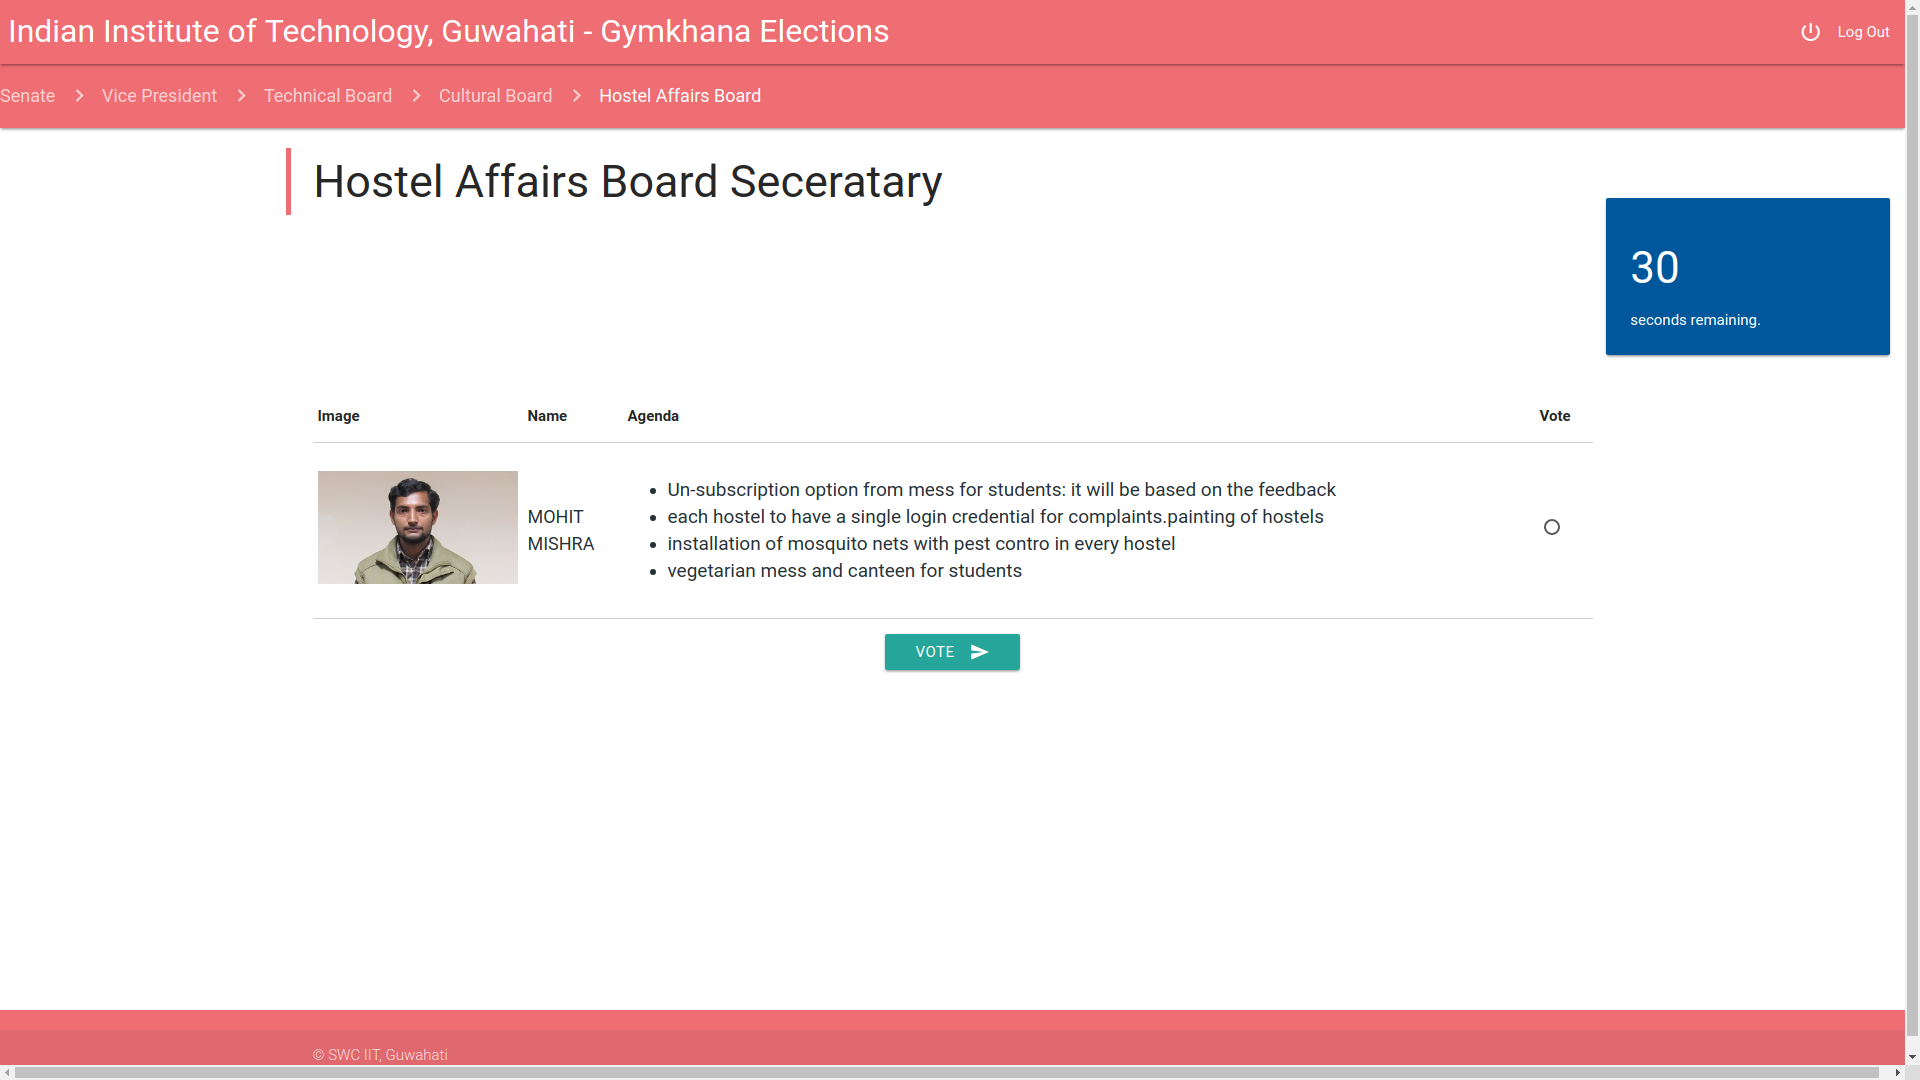 Indian Institute of Technology, Guwahati - Gymkhana Elections
Log Out
Senate > Vice President > Technical Board > Cultural Board > Hostel Affairs Board
Hostel Affairs Board Seceratary
30
seconds remaining.
Image Name Agenda Vote
MOHIT
MISHRA
• Un-subscription option from mess for students: it will be based on the feedback
• each hostel to have a single login credential for complaints.painting of hostels
• installation of mosquito nets with pest contro in every hostel
• vegetarian mess and canteen for students
VOTE
© SWC IIT, Guwahati